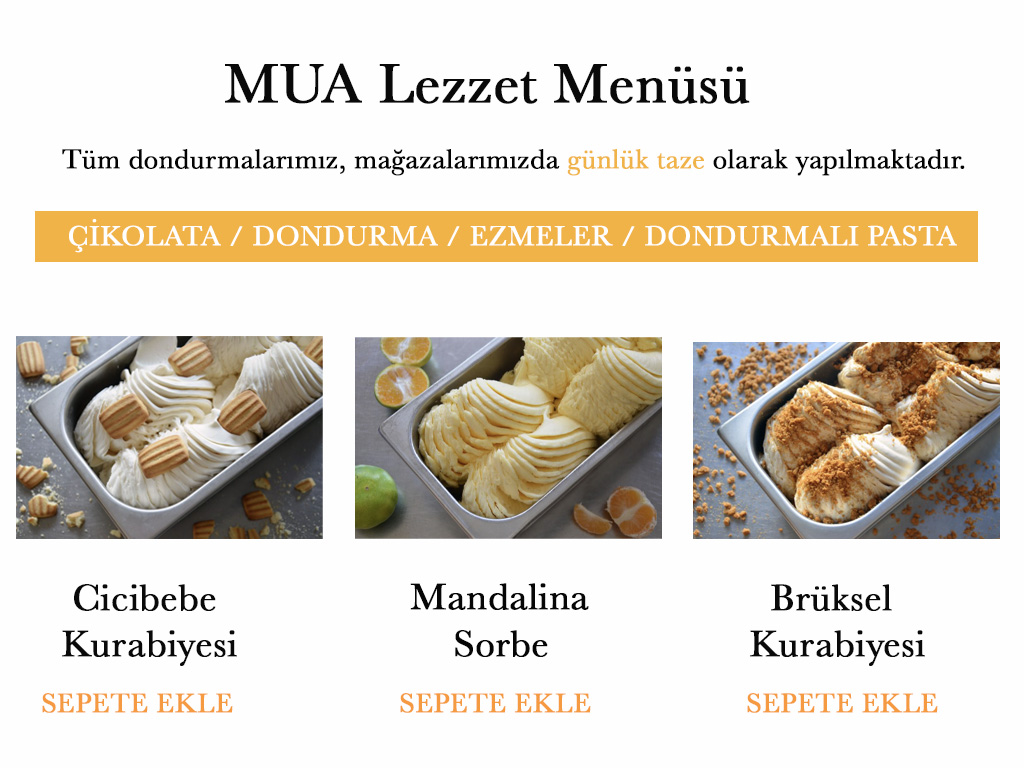 MUA Lezzet Menüsü
Tüm dondurmalarımız, mağazalarımızda günlük taze olarak yapılmaktadır.
ÇİKOLATA / DONDURMA / EZMELER / DONDURMALI PASTA
Cicibebe
Kurabiyesi
SEPETE EKLE
Mandalina
Sorbe
SEPETE EKLE
Brüksel
Kurabiyesi
SEPETE EKLE